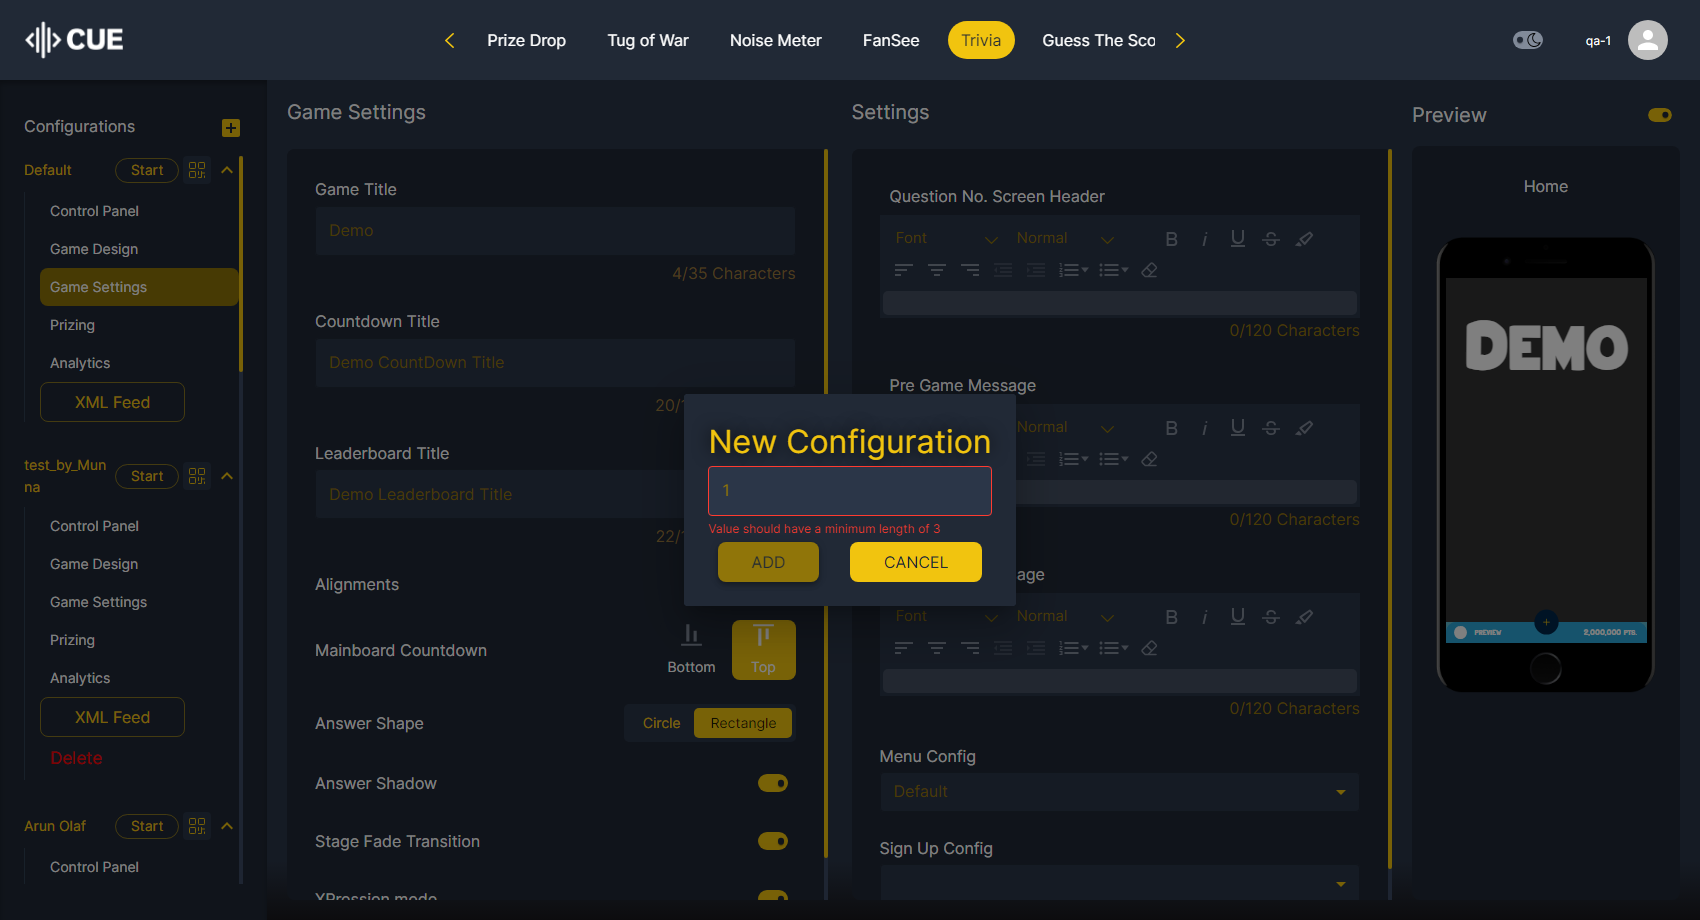 CUE
Prize Drop
Tug of War
Noise Meter
FanSee
Trivia
Guess The Sco
qa-1
Configurations
Default
Start
Control Panel
Game Design
Game Settings
Prizing
Analytics
XML Feed
test_by_Mun
na
Start
Control Panel
Game Design
Game Settings
Prizing
Analytics
XML Feed
Delete
Arun Olaf
Start
Control Panel
Game Settings
Game Title
Demo
4/35 Characters
Countdown Title
Demo CountDown Title
20/
Leaderboard Title
Demo Leaderboard Title
22/
Alignments
Mainboard Countdown
Bottom
Top
Answer Shape
Circle
Rectangle
Answer Shadow
Stage Fade Transition
XPression mode
New Configuration
1
Value should have a minimum length of 3
ADD
CANCEL
Settings
Question No. Screen Header
Font
Normal
0/120 Characters
Pre Game Message
Normal
0/120 Characters
age
Font
Normal
0/120 Characters
Menu Config
Default
Sign Up Config
Preview
Home
DEMO
PREVIEW
2,000,000 PTS.